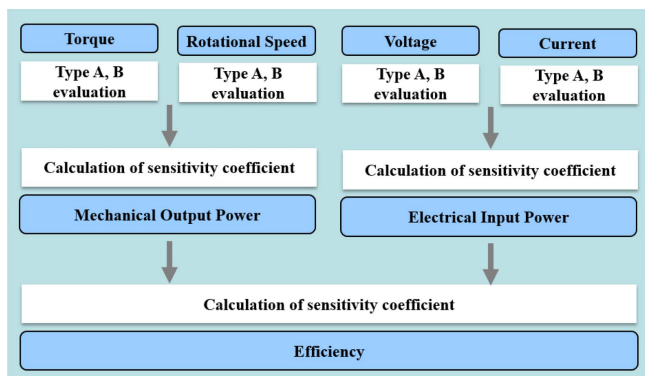 Torque
Rotational Speed
Voltage
Current
Type A, B
evaluation
Type A, B
evaluation
Type A, B
evaluation
Type A, B
evaluation
Calculation of sensitivity coefficient
Calculation of sensitivity coefficient
Mechanical Output Power
Electrical Input Power
Calculation of sensitivity coefficient
Efficiency